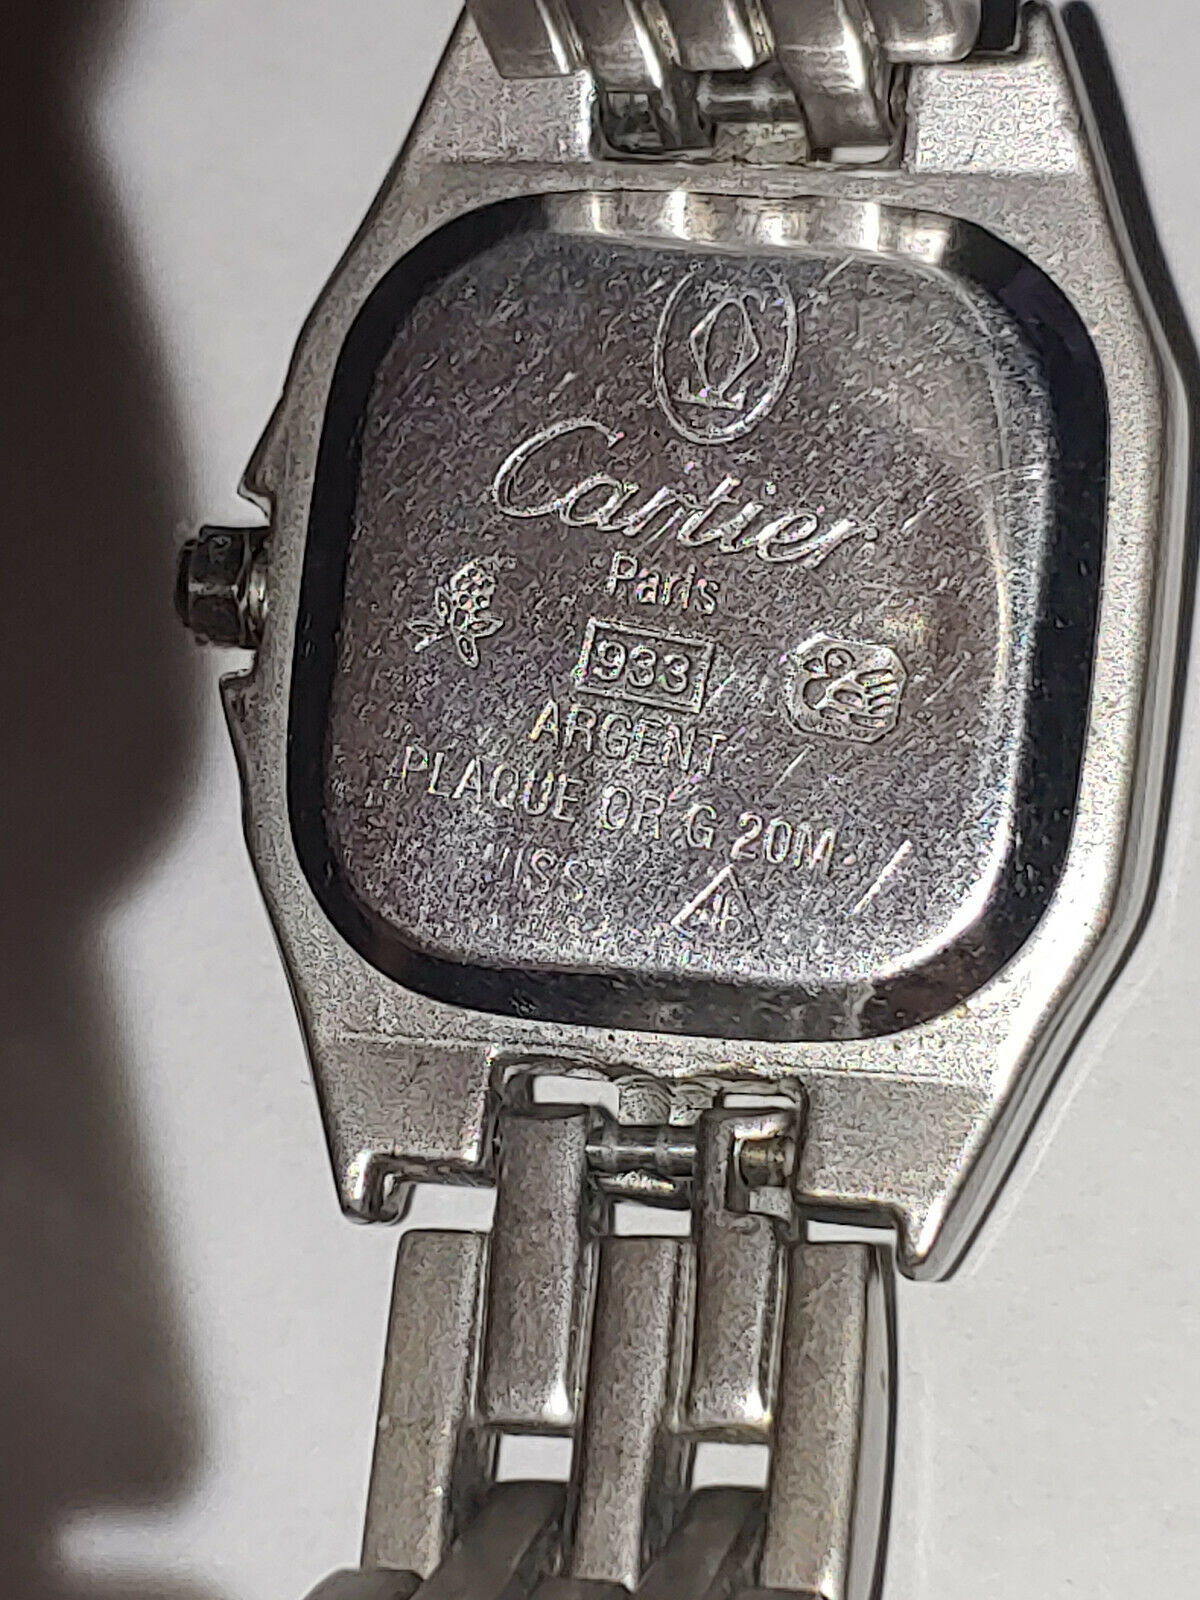 Cartier
Paris
933
ARGENT
PLAQUE OR G 20M